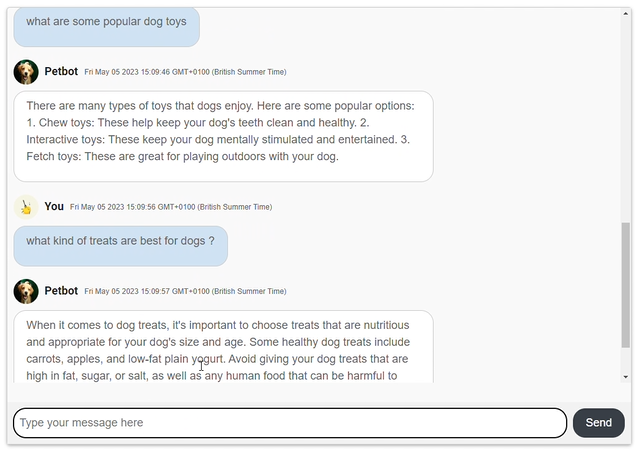 what are some popular dog toys
Petbot Fri May 05 2023 15:09:46 GMT+0100 (British Summer Time)
There are many types of toys that dogs enjoy. Here are some popular options:
1. Chew toys: These help keep your dog's teeth clean and healthy. 2.
Interactive toys: These keep your dog mentally stimulated and entertained. 3.
Fetch toys: These are great for playing outdoors with your dog.
You Fri May 05 2023 15:09:56 GMT+0100 (British Summer Time)
what kind of treats are best for dogs ?
Petbot Fri May 05 2023 15:09:57 GMT+0100 (British Summer Time)
When it comes to dog treats, it's important to choose treats that are nutritious
and appropriate for your dog's size and age. Some healthy dog treats include
carrots, apples, and low-fat plain yogurt. Avoid giving your dog treats that are
high in fat, sugar, or salt, as well as any human food that can be harmful to
Type your message here
Send